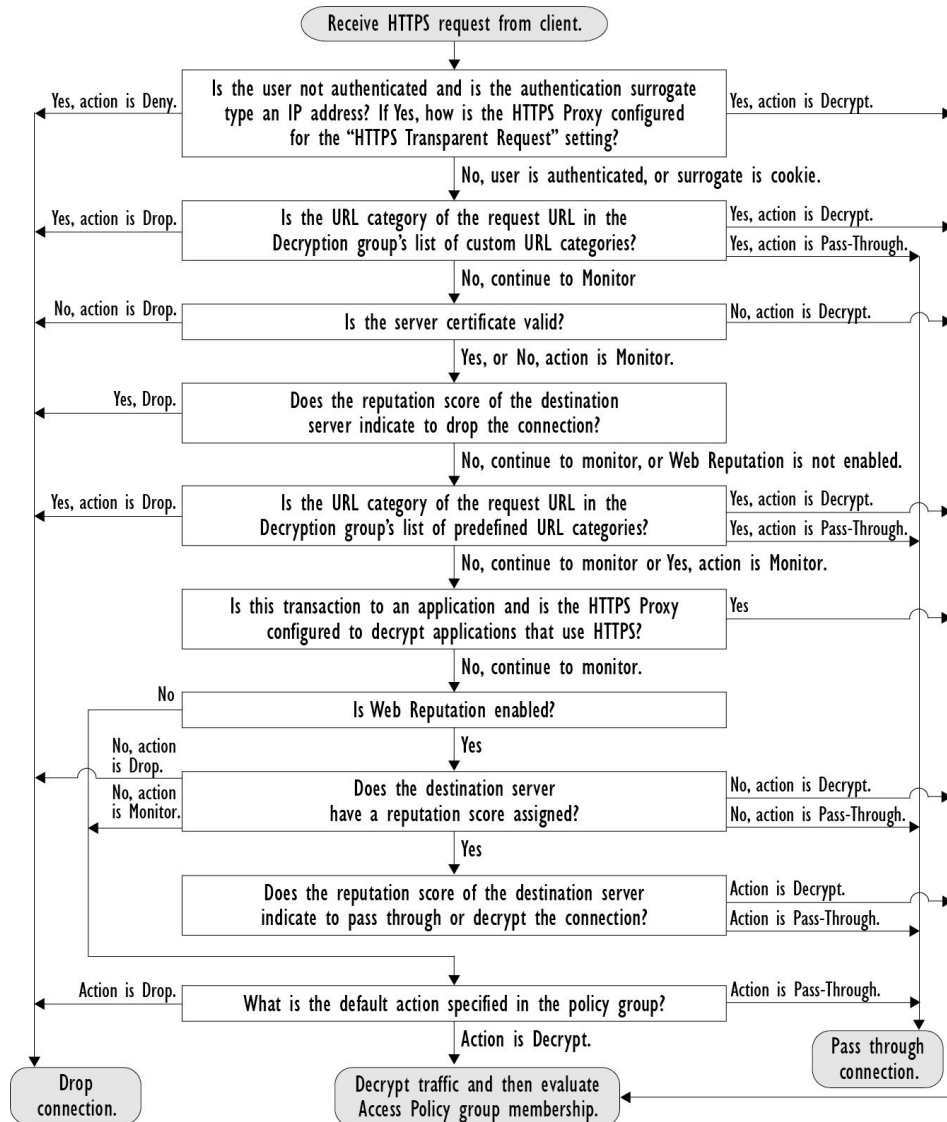 Receive HTTPS request from client.
Yes, action is Deny.
Is the user not authenticated and is the authentication surrogate
type an IP address? If Yes, how is the HTTPS Proxy configured
for the “HTTPS Transparent Request” setting?
Yes, action is Decrypt.
No, user is authenticated, or surrogate is cookie.
Yes, action is Drop.
Is the URL category of the request URL in the
Decryption group's list of custom URL categories?
Yes, action is Decrypt.
Yes, action is Pass-Through.
No, continue to Monitor
No, action is Drop.
Is the server certificate valid?
No, action is Decrypt.
Yes, or No, action is Monitor.
Yes, Drop.
Does the reputation score of the destination
server indicate to drop the connection?
No, continue to monitor, or Web Reputation is not enabled.
Yes, action is Drop.
Is the URL category of the request URL in the
Decryption group's list of predefined URL categories?
Yes, action is Decrypt.
Yes, action is Pass-Through.
No, continue to monitor or Yes, action is Monitor.
Is this transaction to an application and is the HTTPS Proxy
configured to decrypt applications that use HTTPS?
Yes
No, continue to monitor.
No
Is Web Reputation enabled?
Yes
No, action
is Drop.
No, action
is Monitor.
Does the destination server
have a reputation score assigned?
No, action is Decrypt.
No, action is Pass-Through.
Yes
Does the reputation score of the destination server
indicate to pass through or decrypt the connection?
Action is Decrypt.
Action is Pass-Through.
Action is Drop.
What is the default action specified in the policy group?
Action is Pass-Through.
Action is Decrypt.
Drop
connection.
Decrypt traffic and then evaluate
Access Policy group membership.
Pass through
connection.